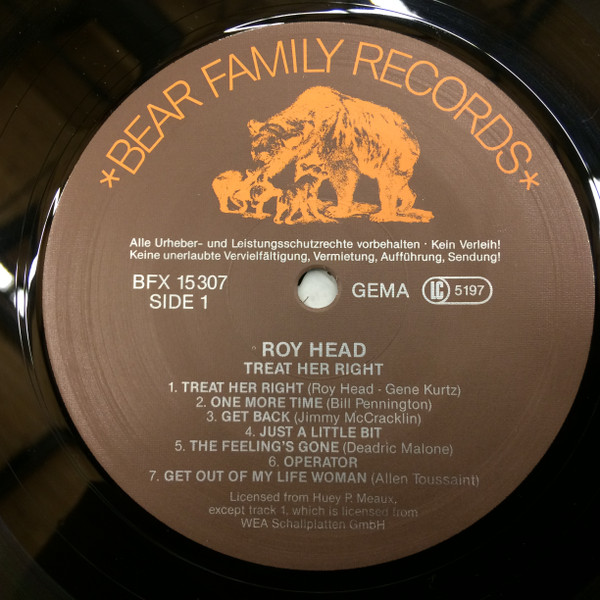 *BEAR FAMILY RECORDS*
Alle Urheber- und Leistungsschutzrechte vorbehalten · Kein Verleih!
Keine unerlaubte Vervielfältigung, Vermietung, Aufführung, Sendung!
BFX 15307
SIDE 1
GEMA LC 5197
ROY HEAD
TREAT HER RIGHT
1. TREAT HER RIGHT (Roy Head - Gene Kurtz)
2. ONE MORE TIME (Bill Pennington)
3. GET BACK (Jimmy McCracklin)
4. JUST A LITTLE BIT
5. THE FEELING'S GONE (Deadric Malone)
6. OPERATOR
7. GET OUT OF MY LIFE WOMAN (Allen Toussaint)
Licensed from Huey P. Meaux,
except track 1, which is licensed from
WEA Schallplatten GmbH